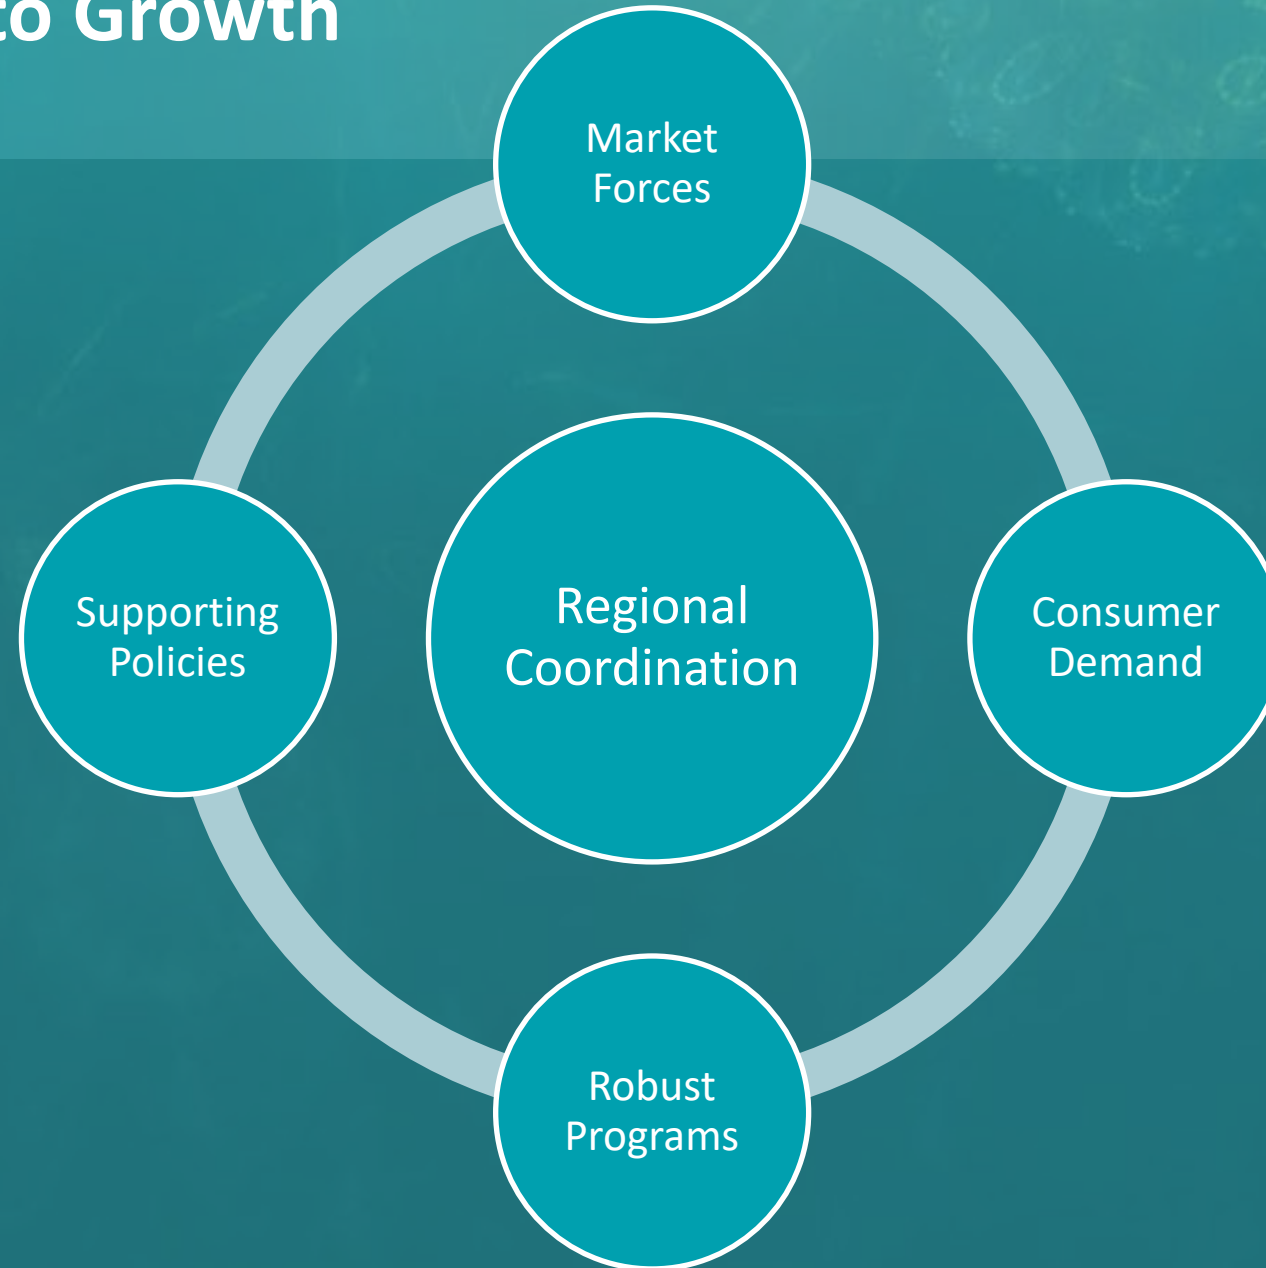 to Growth
Market
Forces
Supporting
Policies
Regional
Coordination
Consumer
Demand
Robust
Programs